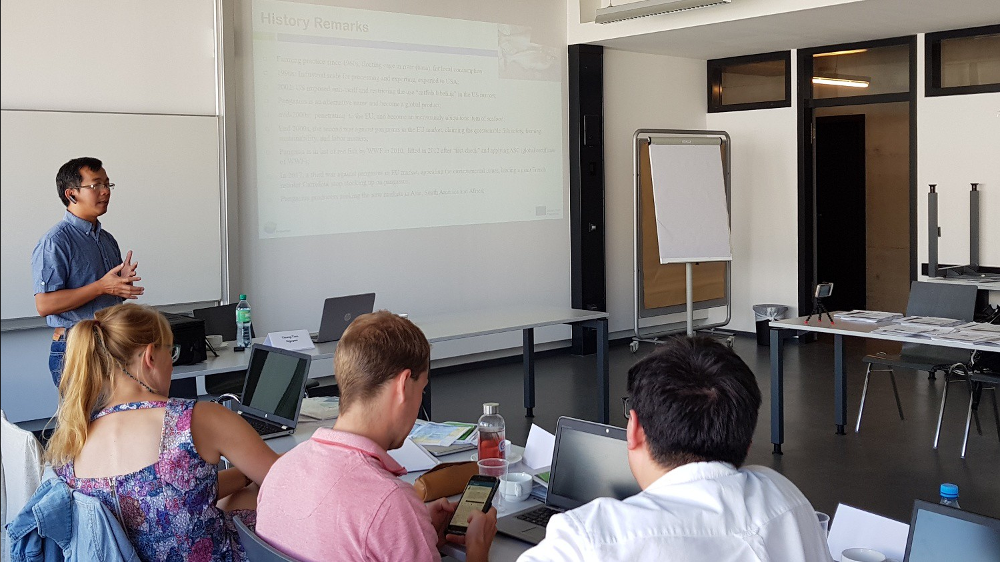 History Remarks
Farming practice since 1960s, floating cage in river (basa), for local consumption.
1990s: Industrial scale for processing and exporting, exported to USA;
2002: US imposed anti-tariff and restricting the use "catfish labeling" in the US market;
Pangasius is an alternative name and become a global product;
mid-2000s: penetrating to the EU, and become an increasingly ubiquitous item of seafood
End 2000s, the second war against pangasius in the EU market, claiming the questionable fish safety, farming
sustainability, and labor matters;
Pangasius in list of red fish by WWF in 2010, lifted in 2012 after and applying ASC (global certificate
of WWF);
In 2017, a third war against pangasius in EU market, appealing the environmental issues, leading a giant French
retailer Carrefour stop stocking up on pangasius.
Pangasius producers seeking the new markets in Asia, South America and Africa
hp
Nguyen